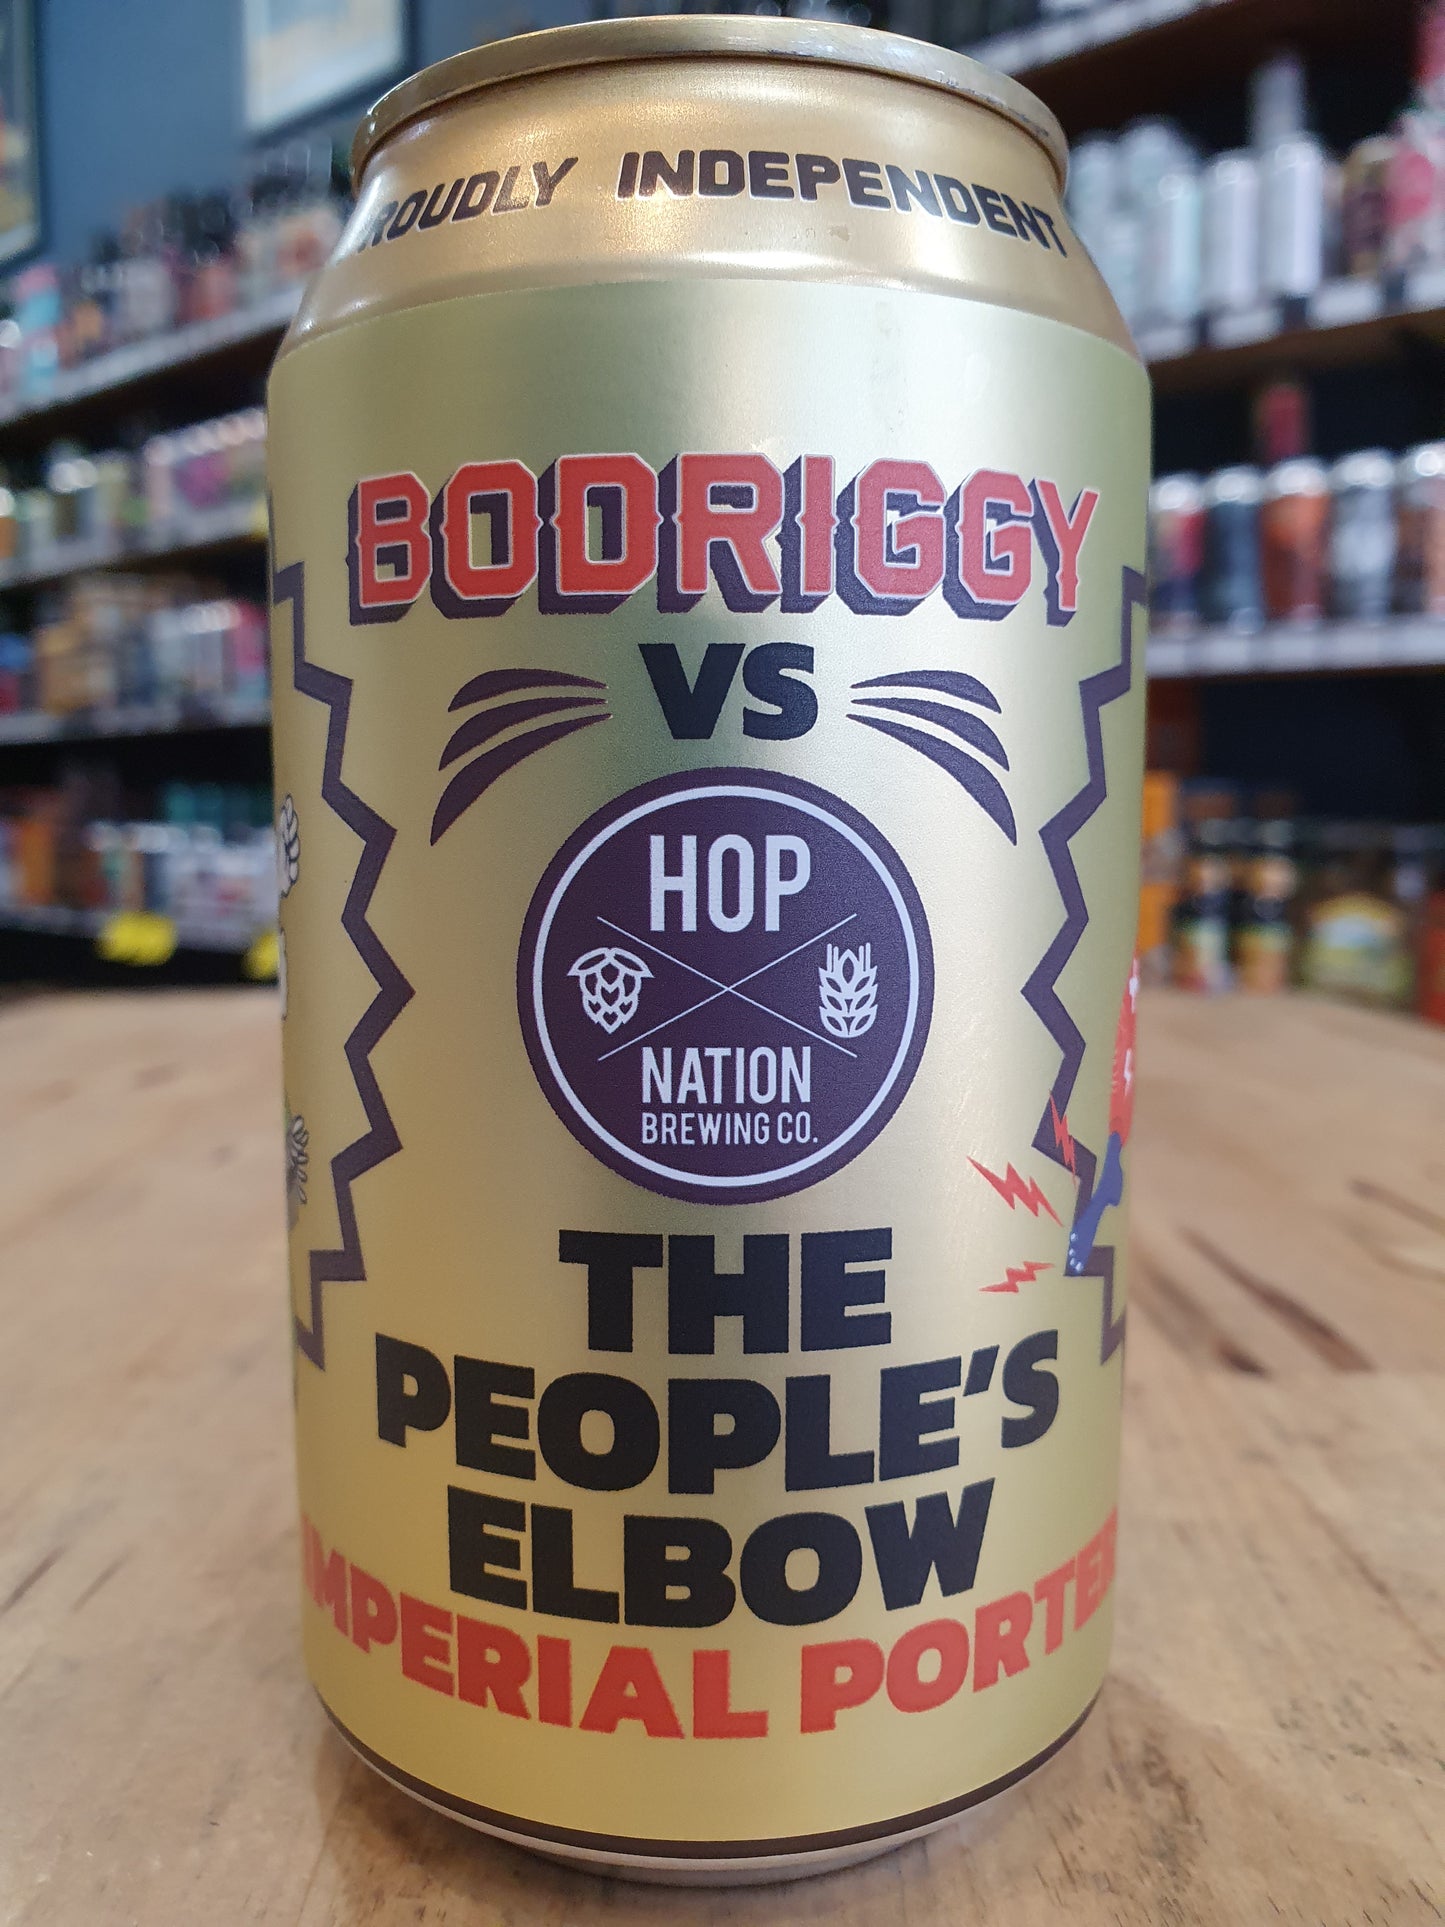 PROUDLY INDEPENDENT
BODRIGGY
VS
HOP
NATION
BREWING CO.
THE
PEOPLE'S
ELBOW
IMPERIAL PORTER